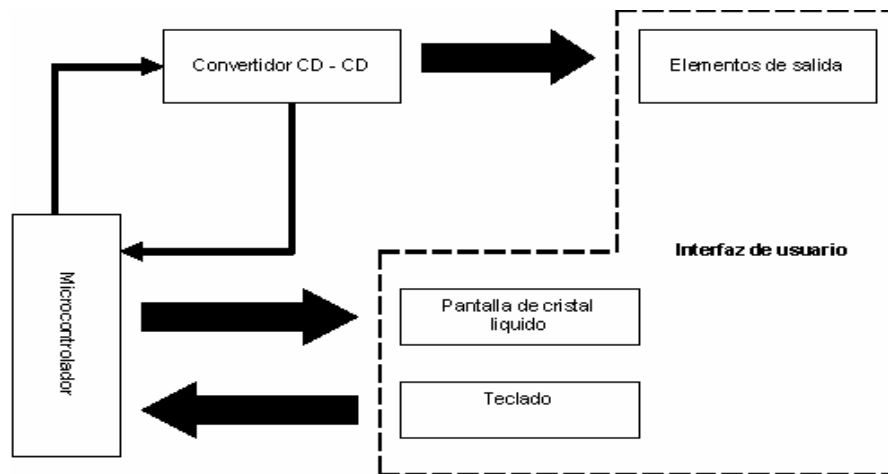 Convertidor CD - CD
Elementos de salida
Interfaz de usuario
Microcontrolador
Pantalla de cristal
liquido
Teclado